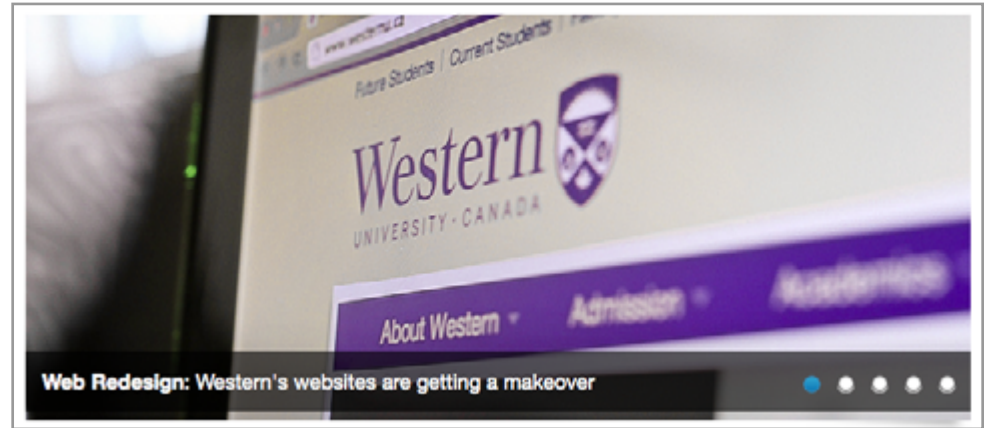 www.westernu.ca
Future Students | Current Students |
Western
UNIVERSITY · CANADA
About Western
Admission
Academics
Web Redesign: Western's websites are getting a makeover